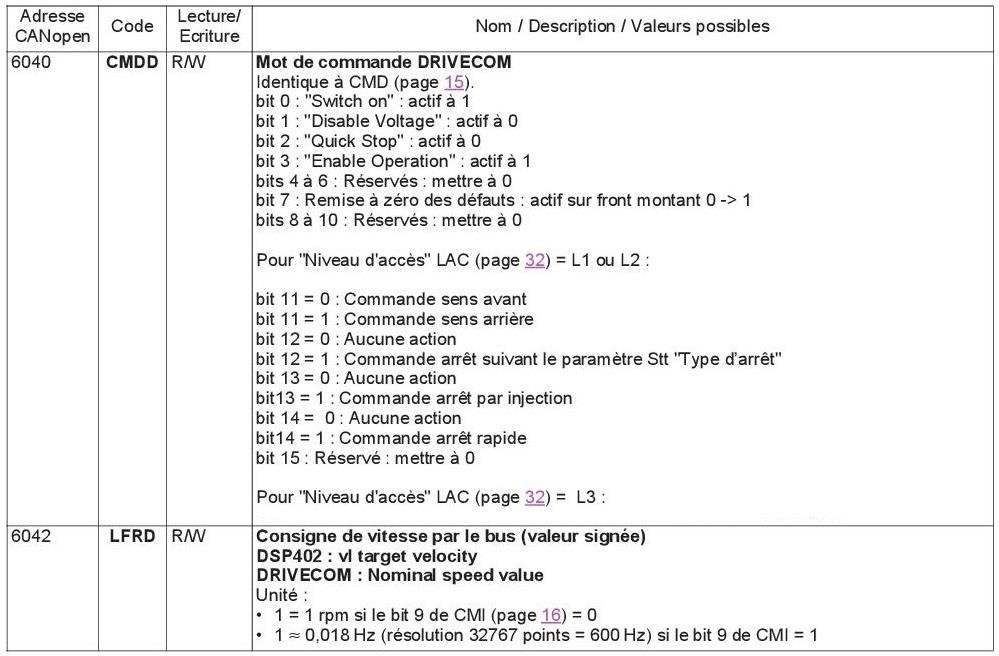 Adresse CANopen
Code
Lecture/ Ecriture
Nom / Description / Valeurs possibles
6040
CMDD
R/W
Mot de commande DRIVECOM
Identique à CMD (page 15).
bit 0 : "Switch on" : actif à 1
bit 1 : "Disable Voltage" : actif à 0
bit 2 : "Quick Stop" : actif à 0
bit 3 : "Enable Operation" : actif à 1
bits 4 à 6 : Réservés : mettre à 0
bit 7 : Remise à zéro des défauts : actif sur front montant 0 -> 1
bits 8 à 10 : Réservés : mettre à 0
Pour "Niveau d'accès" LAC (page 32) = L1 ou L2 :
bit 11 = 0 : Commande sens avant
bit 11 = 1 : Commande sens arrière
bit 12 = 0 : Aucune action
bit 12 = 1 : Commande arrêt suivant le paramètre Stt "Type d'arrêt"
bit 13 = 0 : Aucune action
bit13 = 1 : Commande arrêt par injection
bit 14 = 0 : Aucune action
bit14 = 1 : Commande arrêt rapide
bit 15 : Réservé : mettre à 0
Pour "Niveau d'accès" LAC (page 32) = L3 :
6042
LFRD
R/W
Consigne de vitesse par le bus (valeur signée)
DSP402 : vl target velocity
DRIVECOM : Nominal speed value
Unité :
• 1 = 1 rpm si le bit 9 de CMI (page 16) = 0
• 1 ≈ 0,018 Hz (résolution 32767 points = 600 Hz) si le bit 9 de CMI = 1